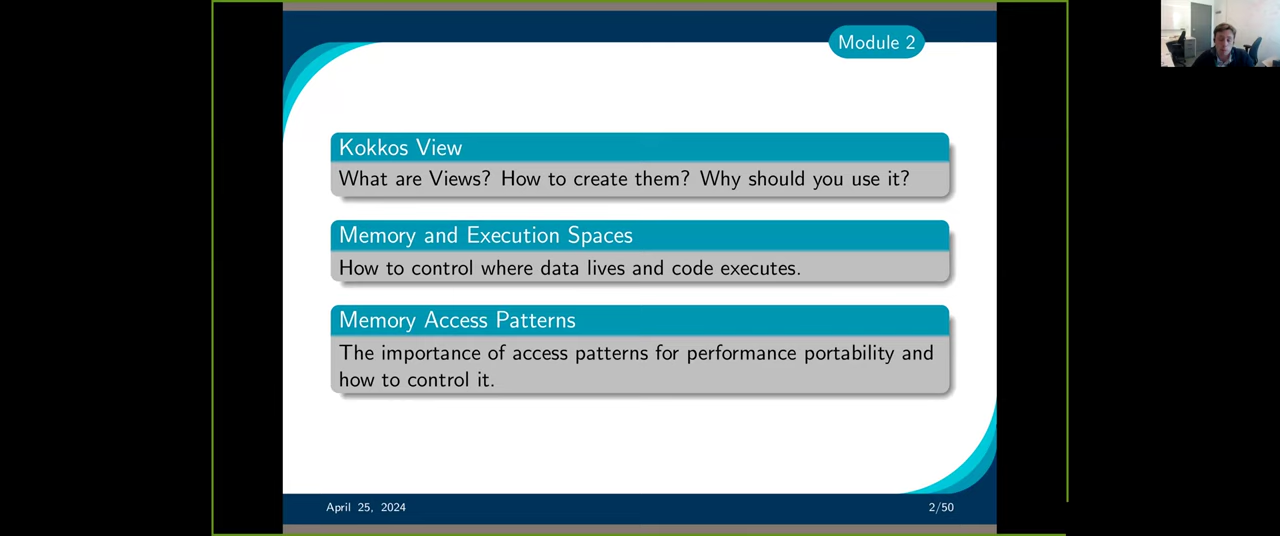 Module 2
Kokkos View
What are Views? How to create them? Why should you use it?
Memory and Execution Spaces
How to control where data lives and code executes.
Memory Access Patterns
The importance of access patterns for performance portability and
how to control it.
April 25, 2024
2/50